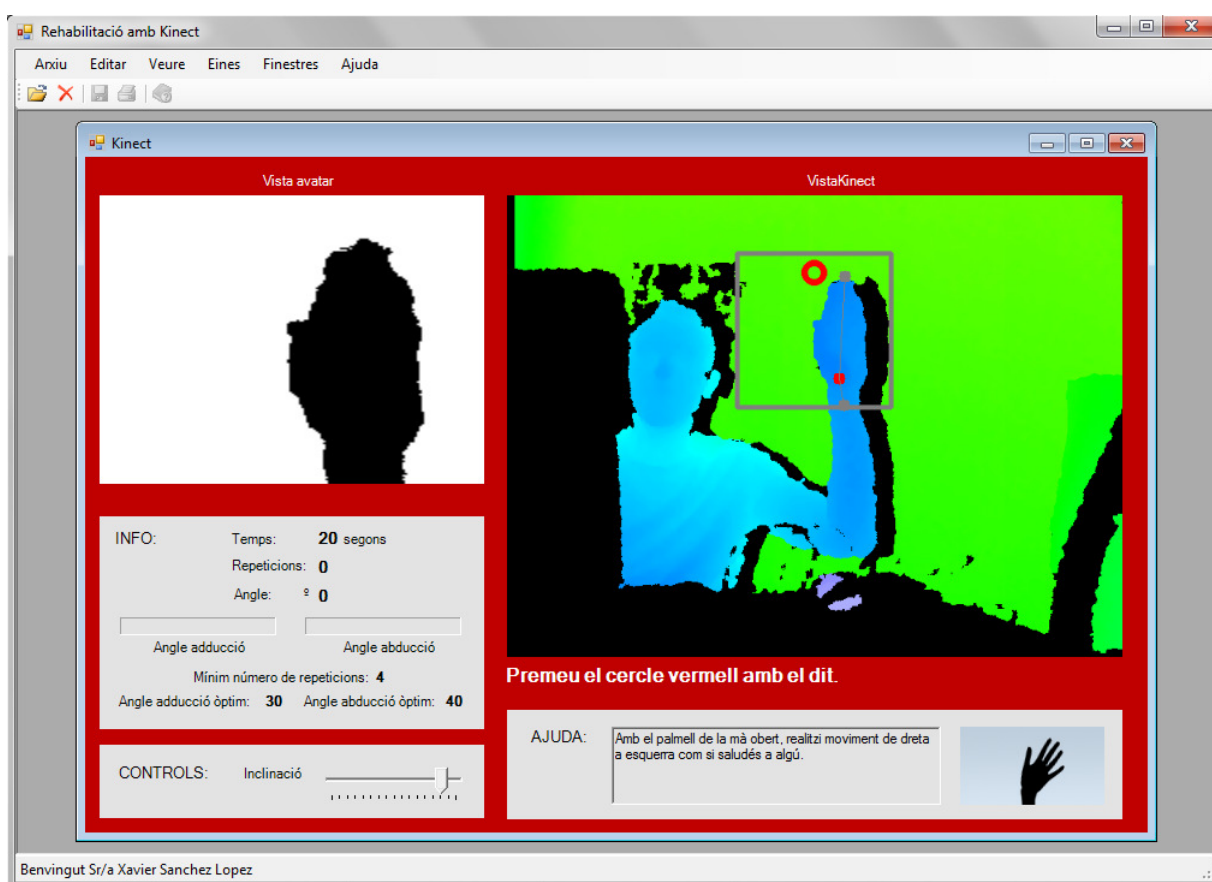 Rehabilitació amb Kinect
Arxiu Editar Veure Eines Finestres Ajuda
Kinect
Vista avatar
VistaKinect
INFO: Temps: 20 segons
Repeticions: 0
Angle: º 0
Angle adducció Angle abducció
Mínim número de repeticions: 4
Angle adducció òptim: 30 Angle abducció òptim: 40
CONTROLS: Inclinació
Premeu el cercle vermell amb el dit.
AJUDA: Amb el palmell de la mà obert, realitzi moviment de dreta
a esquerra com si saludés a algú.
Benvingut Sr/a Xavier Sanchez Lopez